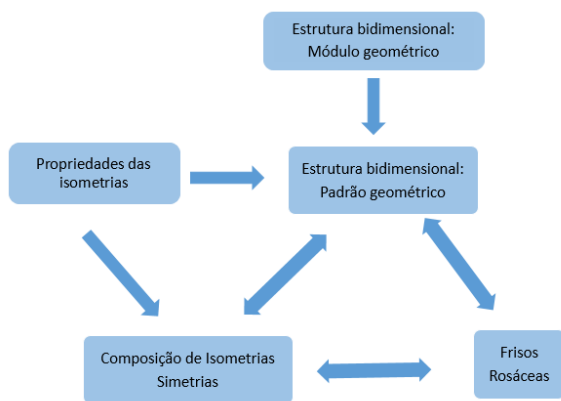 Estrutura bidimensional:
Módulo geométrico
Propriedades das
isometrias
Estrutura bidimensional:
Padrão geométrico
Composição de Isometrias
Simetrias
Frisos
Rosáceas